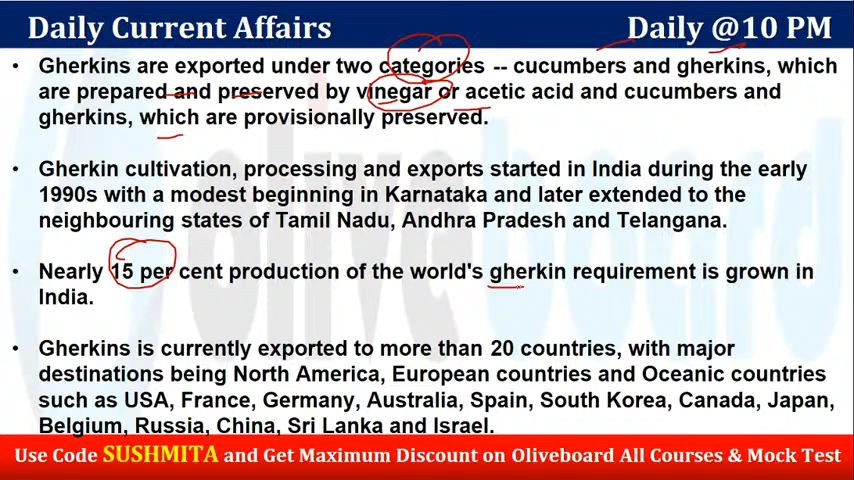 Daily Current Affairs Daily @10 PM
• Gherkins are exported under two categories -- cucumbers and gherkins, which
are prepared and preserved by vinegar or acetic acid and cucumbers and
gherkins, which are provisionally preserved.
• Gherkin cultivation, processing and exports started in India during the early
1990s with a modest beginning in Karnataka and later extended to the
neighbouring states of Tamil Nadu, Andhra Pradesh and Telangana.
• Nearly 15 per cent production of the world's gherkin requirement is grown in
India.
• Gherkins is currently exported to more than 20 countries, with major
destinations being North America, European countries and Oceanic countries
such as USA, France, Germany, Australia, Spain, South Korea, Canada, Japan,
Belgium, Russia, China, Sri Lanka and Israel.
Use Code SUSHMITA and Get Maximum Discount on Oliveboard All Courses & Mock Test
oliveboard